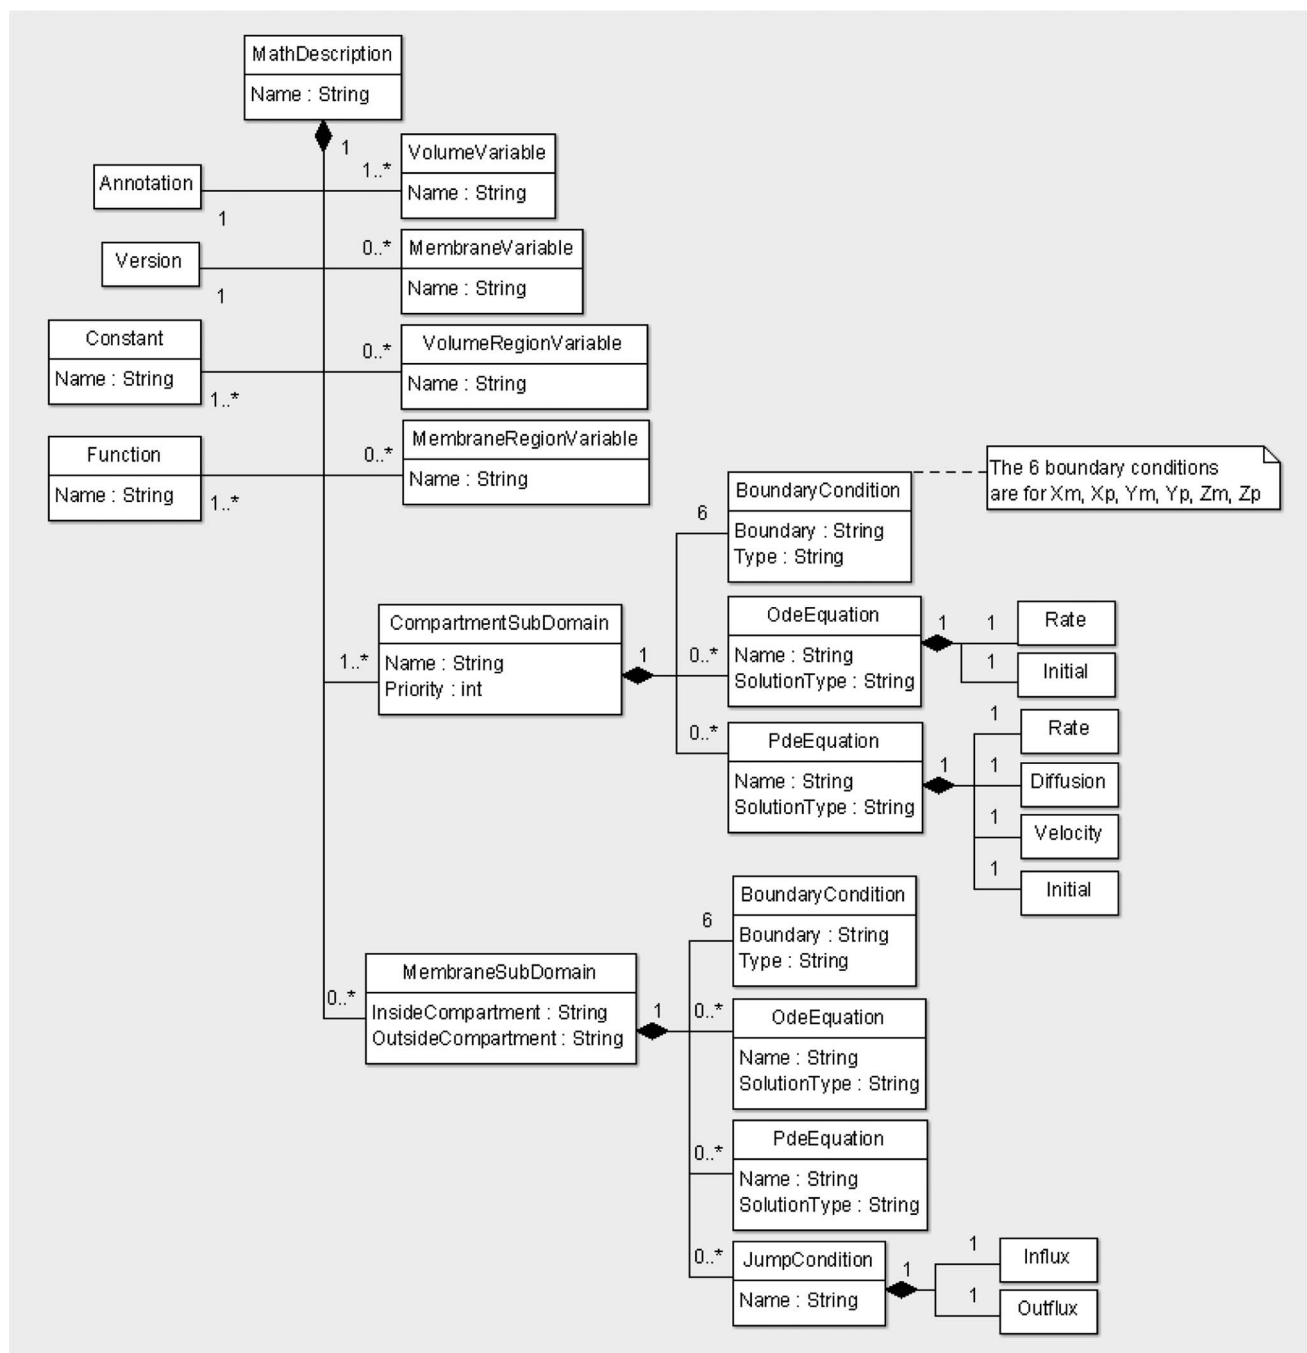 MathDescription
Name : String
1
Annotation
1
1..*
VolumeVariable
Name : String
Version
1
0..*
MembraneVariable
Name : String
Constant
Name : String
1..*
0..*
VolumeRegionVariable
Name : String
Function
Name : String
1..*
0..*
MembraneRegionVariable
Name : String
1..*
CompartmentSubDomain
Name : String
Priority : int
1
6
BoundaryCondition
Boundary : String
Type : String
The 6 boundary conditions
are for Xm, Xp, Ym, Yp, Zm, Zp
0..*
OdeEquation
Name : String
SolutionType : String
1
1
Rate
1
Initial
0..*
PdeEquation
Name : String
SolutionType : String
1
1
Rate
1
Diffusion
1
Velocity
1
Initial
0..*
MembraneSubDomain
InsideCompartment : String
OutsideCompartment : String
1
6
BoundaryCondition
Boundary : String
Type : String
0..*
OdeEquation
Name : String
SolutionType : String
0..*
PdeEquation
Name : String
SolutionType : String
0..*
JumpCondition
Name : String
1
1
Influx
1
Outflux